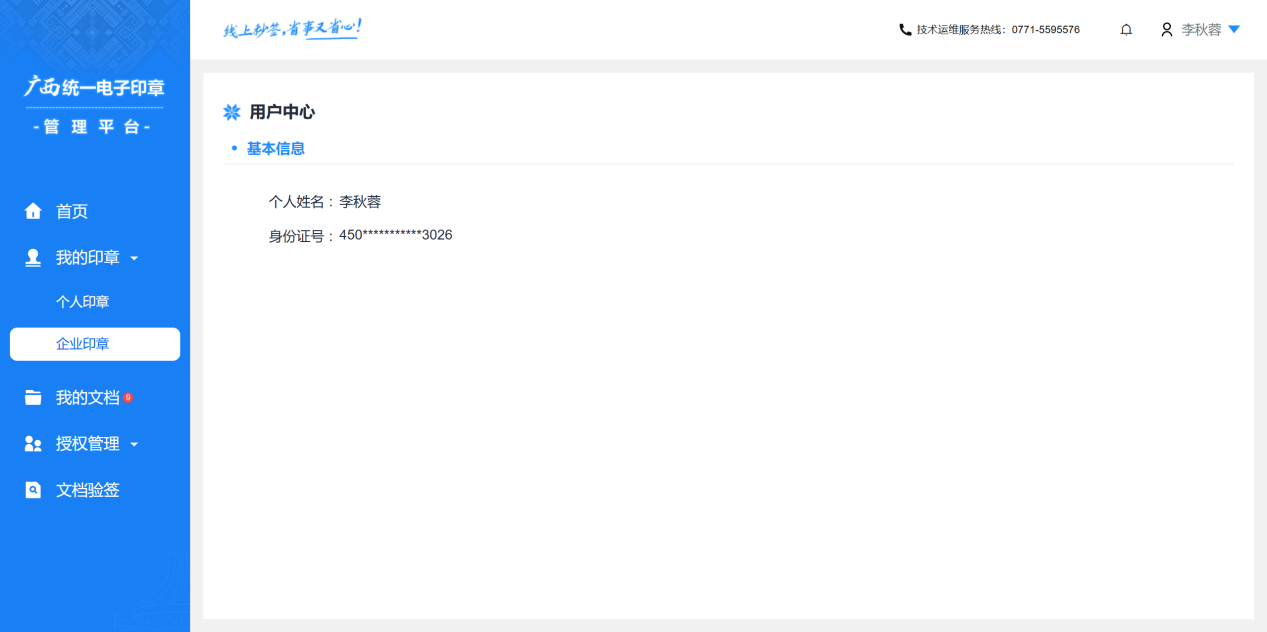 广西统一电子印章
-管 理 平 台-
首页
我的印章
个人印章
企业印章
我的文档 9
授权管理
文档验签
线上秒签,省事又省心!
技术运维服务热线: 0771-5595576
李秋蓉
用户中心
• 基本信息
个人姓名: 李秋蓉
身份证号: 450***********3026